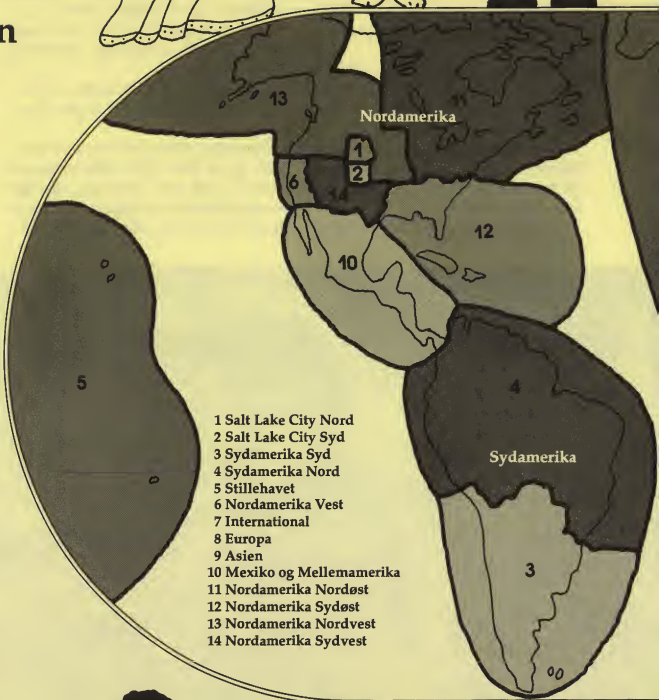 n
13
Nordamerika
11
1
2
6
14
12
10
5
4
Sydamerika
3
1 Salt Lake City Nord
2 Salt Lake City Syd
3 Sydamerika Syd
4 Sydamerika Nord
5 Stillehavet
6 Nordamerika Vest
7 International
8 Europa
9 Asien
10 Mexiko og Mellemamerika
11 Nordamerika Nordøst
12 Nordamerika Sydøst
13 Nordamerika Nordvest
14 Nordamerika Sydvest